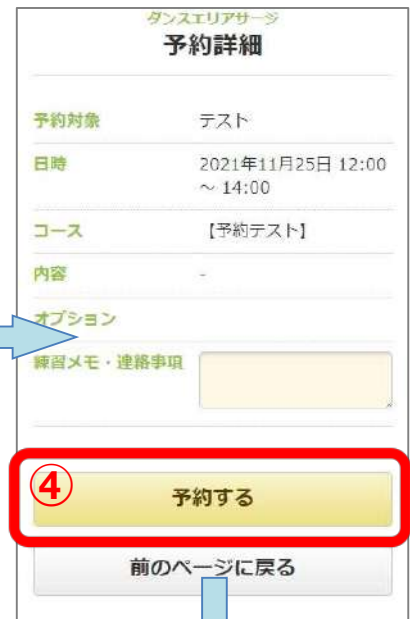 ダンスエリアサージ
予約詳細
予約対象 テスト
日時 2021年11月25日 12:00
～ 14:00
コース 【予約テスト】
内容 -
オプション
練習メモ・連絡事項
④ 予約する
前のページに戻る